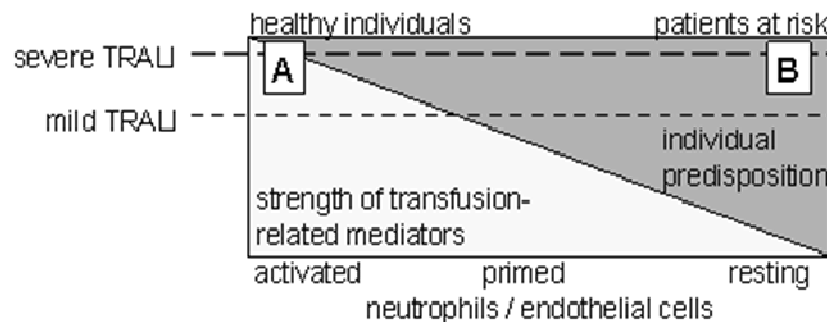 healthy individuals patients at risk
severe TRALI
A B
mild TRALI
individual
predisposition
strength of transfusion-
related mediators
activated primed resting
neutrophils / endothelial cells